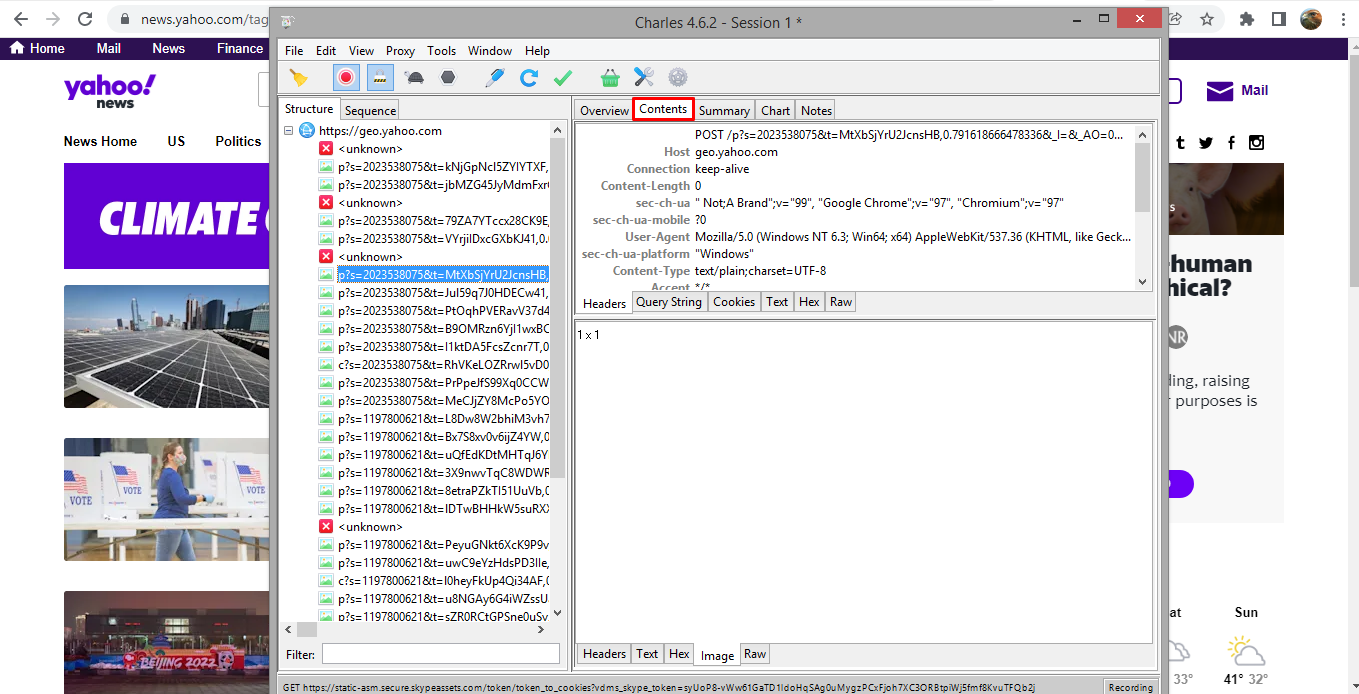 news.yahoo.com/tag
Charles 4.6.2 - Session 1 *
Home Mail News Finance
File Edit View Proxy Tools Window Help
yahoo!
news
Mail
News Home US Politics
Structure Sequence
Overview Contents Summary Chart Notes
https://geo.yahoo.com
<unknown>
p?s=2023538075&t=kNjGpNcI5ZYlYTXF,
p?s=2023538075&t=jbMZG45JyMdmFxr
<unknown>
p?s=2023538075&t=79ZA7YTccx28CK9E,
p?s=2023538075&t=VYrjiIDxcGXbKJ41,0.
<unknown>
p?s=2023538075&t=MtXbSjYrU2JcnsHB,
p?s=2023538075&t=Jul59q7J0HDECw41,
p?s=2023538075&t=PtOqhPVERavV37d4
p?s=2023538075&t=B9OMRzn6Yjl1wxBC
p?s=2023538075&t=I1ktDA5FcsZcnr7T,0
c?s=2023538075&t=RhVKeLOZRrwI5vD0
p?s=2023538075&t=PrPpeJfS99Xq0CCW
p?s=2023538075&t=MeCJjZY8McPo5YO
p?s=1197800621&t=L8Dw8W2bhiM3vh7
p?s=1197800621&t=Bx7S8xv0v6ijZ4YW,0
p?s=1197800621&t=uQfEdKDtMHTqJ6Y
p?s=1197800621&t=3X9nwvTqC8WDWR
p?s=1197800621&t=8etraPZkTl51UuVb,0
p?s=1197800621&t=IDTwBHHkW5suRXX
<unknown>
p?s=1197800621&t=PeyuGNkt6XcK9P9v
p?s=1197800621&t=uwC9eYzHdsPD3lle,
c?s=1197800621&t=I0heyFkUp4Qi34AF,0
p?s=1197800621&t=u8NGAy6G4iWZssU
p?s=1197800621&t=sZR0RCtGPSne0uSv
Filter:
POST /p?s=2023538075&t=MtXbSjYrU2JcnsHB,0.791618666478336&_I=&_AO=0...
Host geo.yahoo.com
Connection keep-alive
Content-Length 0
sec-ch-ua " Not;A Brand";v="99", "Google Chrome";v="97", "Chromium";v="97"
sec-ch-ua-mobile ?0
User-Agent Mozilla/5.0 (Windows NT 6.3; Win64; x64) AppleWebKit/537.36 (KHTML, like Geck...
sec-ch-ua-platform "Windows"
Content-Type text/plain;charset=UTF-8
Accept */*
Headers Query String Cookies Text Hex Raw
1 x 1
Headers Text Hex Image Raw
GET https://static-asm.secure.skypeassets.com/token/token_to_cookies?vdms_skype_token=syUoP8-vWw61GaTD1IdoHqSAg0uMygzPCxFjoh7XC3ORBtpiWj5fmf8KvuTFQb2j
Recording
CLIMATE
VOTE
VOTE
VOTE
BEIJING 2022
human
hical?
NR
ding, raising
r purposes is
at Sun
33° 41° 32°